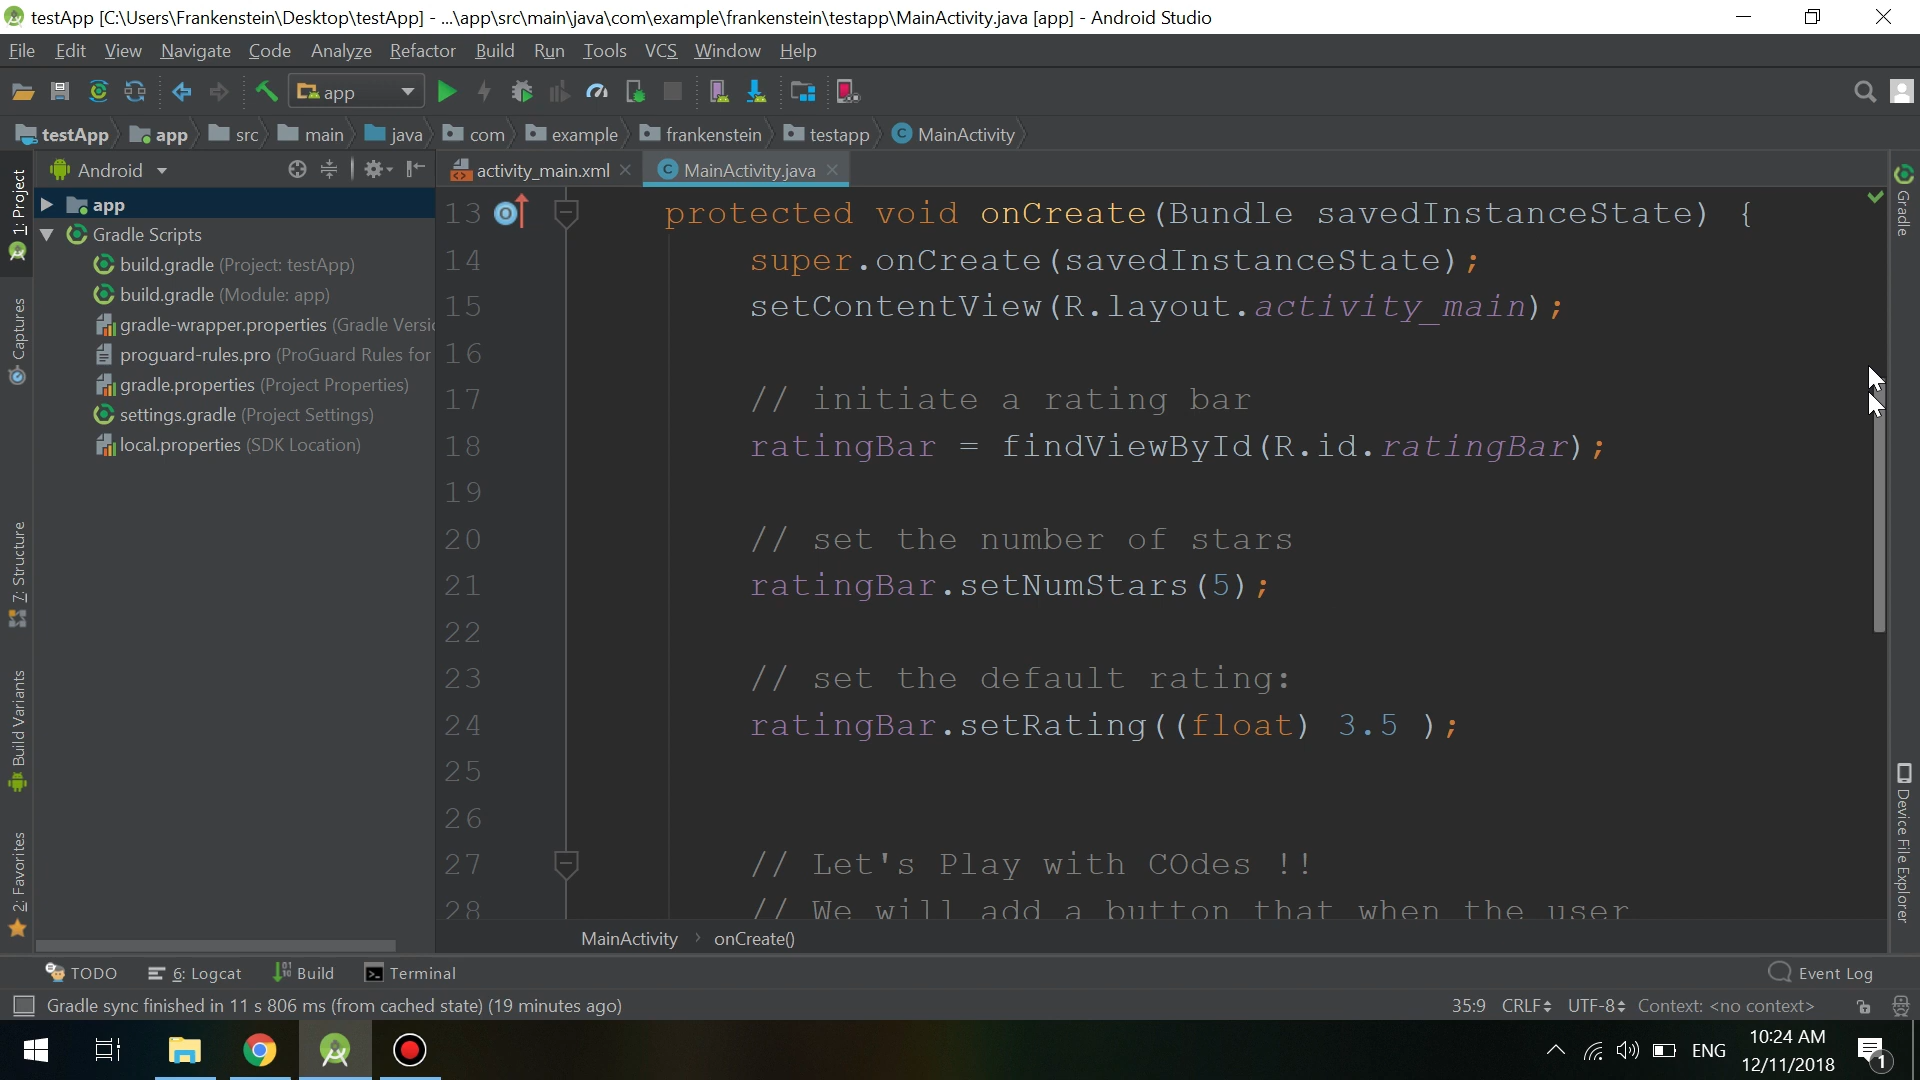 testApp [C:\Users\Frankenstein\Desktop\testApp] - ...\app\src\main\java\com\example\frankenstein\testapp\MainActivity.java [app] - Android Studio
File Edit View Navigate Code Analyze Refactor Build Run Tools VCS Window Help
app
testApp app src main java com example frankenstein testapp MainActivity
Android
activity_main.xml MainActivity.java
1: Project
Captures
7: Structure
Build Variants
2: Favorites
app
Gradle Scripts
build.gradle (Project: testApp)
build.gradle (Module: app)
gradle-wrapper.properties (Gradle Versi
proguard-rules.pro (ProGuard Rules for
gradle.properties (Project Properties)
settings.gradle (Project Settings)
local.properties (SDK Location)
13 protected void onCreate(Bundle savedInstanceState) {
14 super.onCreate(savedInstanceState);
15 setContentView(R.layout.activity_main);
16
17 // initiate a rating bar
18 ratingBar = findViewById(R.id.ratingBar);
19
20 // set the number of stars
21 ratingBar.setNumStars(5);
22
23 // set the default rating:
24 ratingBar.setRating((float) 3.5 );
25
26
27 // Let's Play with COdes !!
28 // We will add a button that when the user
Gradle
Device File Explorer
MainActivity › onCreate()
TODO 6: Logcat Build Terminal Event Log
Gradle sync finished in 11 s 806 ms (from cached state) (19 minutes ago) 35:9 CRLF UTF-8 Context: <no context>
ENG 10:24 AM
12/11/2018
1